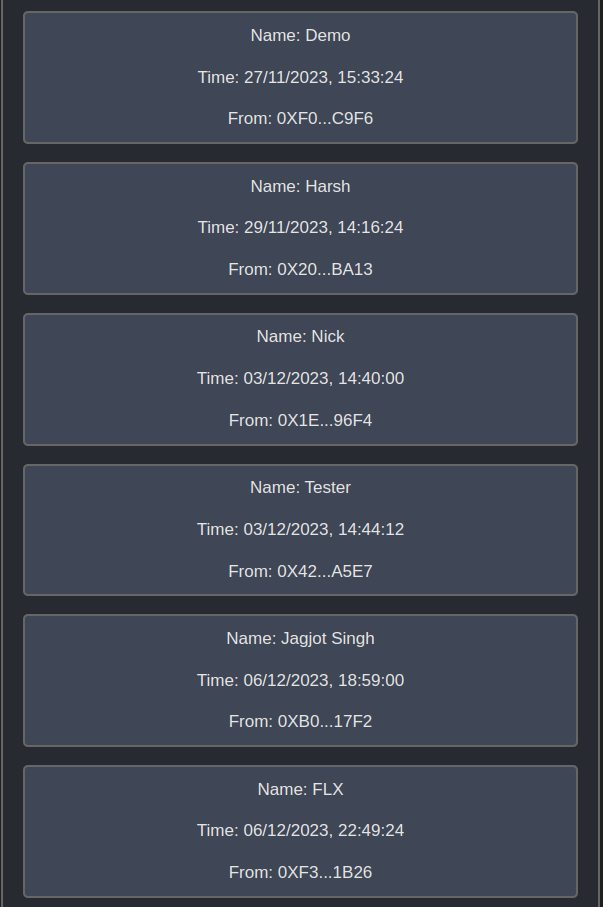 Name: Demo
Time: 27/11/2023, 15:33:24
From: 0XF0...C9F6
Name: Harsh
Time: 29/11/2023, 14:16:24
From: 0X20...BA13
Name: Nick
Time: 03/12/2023, 14:40:00
From: 0X1E...96F4
Name: Tester
Time: 03/12/2023, 14:44:12
From: 0X42...A5E7
Name: Jagjot Singh
Time: 06/12/2023, 18:59:00
From: 0XB0...17F2
Name: FLX
Time: 06/12/2023, 22:49:24
From: 0XF3...1B26